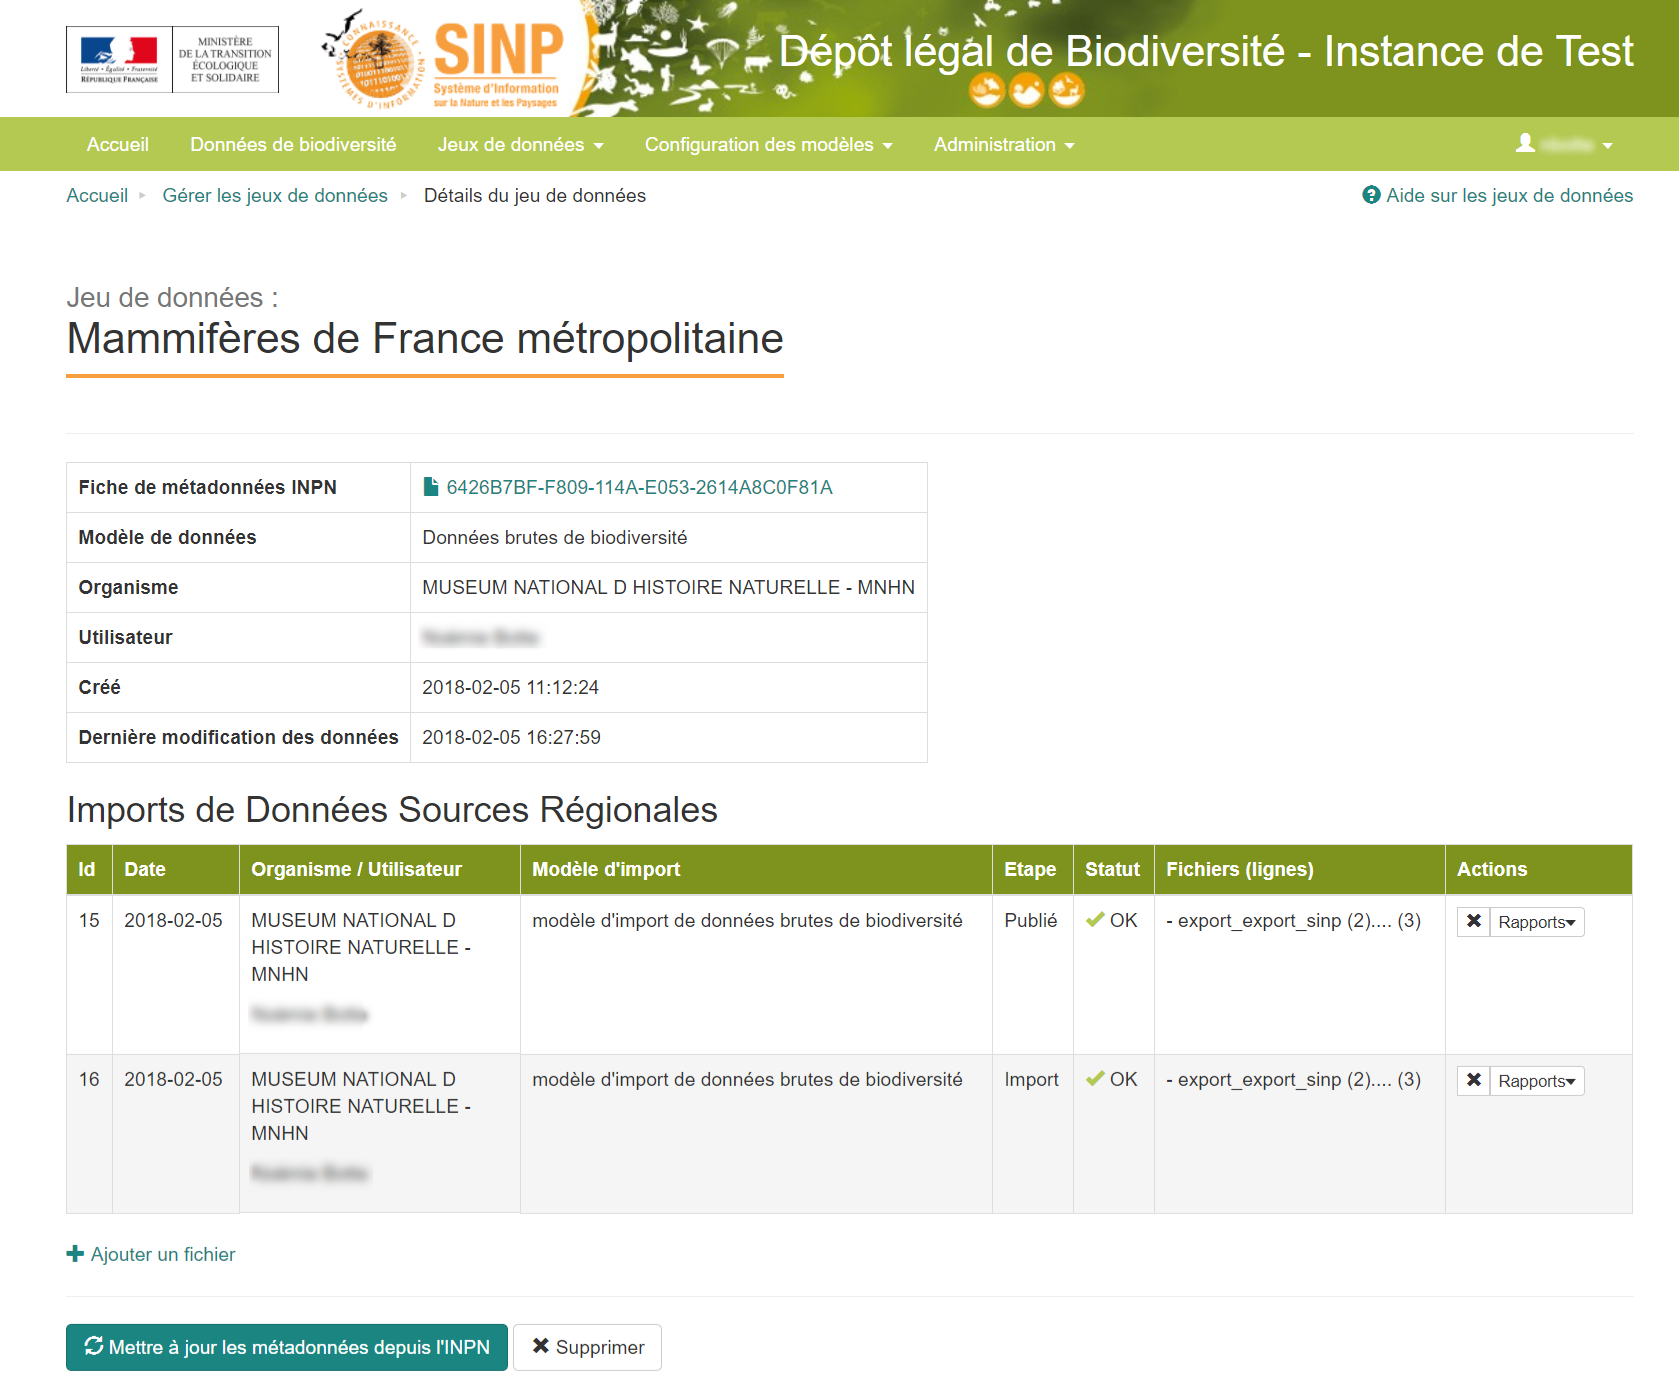 Liberté • Égalité • Fraternité
RÉPUBLIQUE FRANÇAISE
MINISTÈRE
DE LA TRANSITION
ÉCOLOGIQUE
ET SOLIDAIRE
CONNAISSANCE
SYSTÈMES D'INFORMATION
SINP
Système d'Information
sur la Nature et les Paysages
Dépôt légal de Biodiversité - Instance de Test
Accueil Données de biodiversité Jeux de données Configuration des modèles Administration
Accueil Gérer les jeux de données Détails du jeu de données Aide sur les jeux de données
Jeu de données :
Mammifères de France métropolitaine
Fiche de métadonnées INPN 6426B7BF-F809-114A-E053-2614A8C0F81A
Modèle de données Données brutes de biodiversité
Organisme MUSEUM NATIONAL D HISTOIRE NATURELLE - MNHN
Utilisateur
Créé 2018-02-05 11:12:24
Dernière modification des données 2018-02-05 16:27:59
Imports de Données Sources Régionales
Id Date Organisme / Utilisateur Modèle d'import Etape Statut Fichiers (lignes) Actions
15 2018-02-05 MUSEUM NATIONAL D modèle d'import de données brutes de biodiversité Publié OK - export_export_sinp (2).... (3) Rapports
HISTOIRE NATURELLE -
MNHN
16 2018-02-05 MUSEUM NATIONAL D modèle d'import de données brutes de biodiversité Import OK - export_export_sinp (2).... (3) Rapports
HISTOIRE NATURELLE -
MNHN
Ajouter un fichier
Mettre à jour les métadonnées depuis l'INPN Supprimer